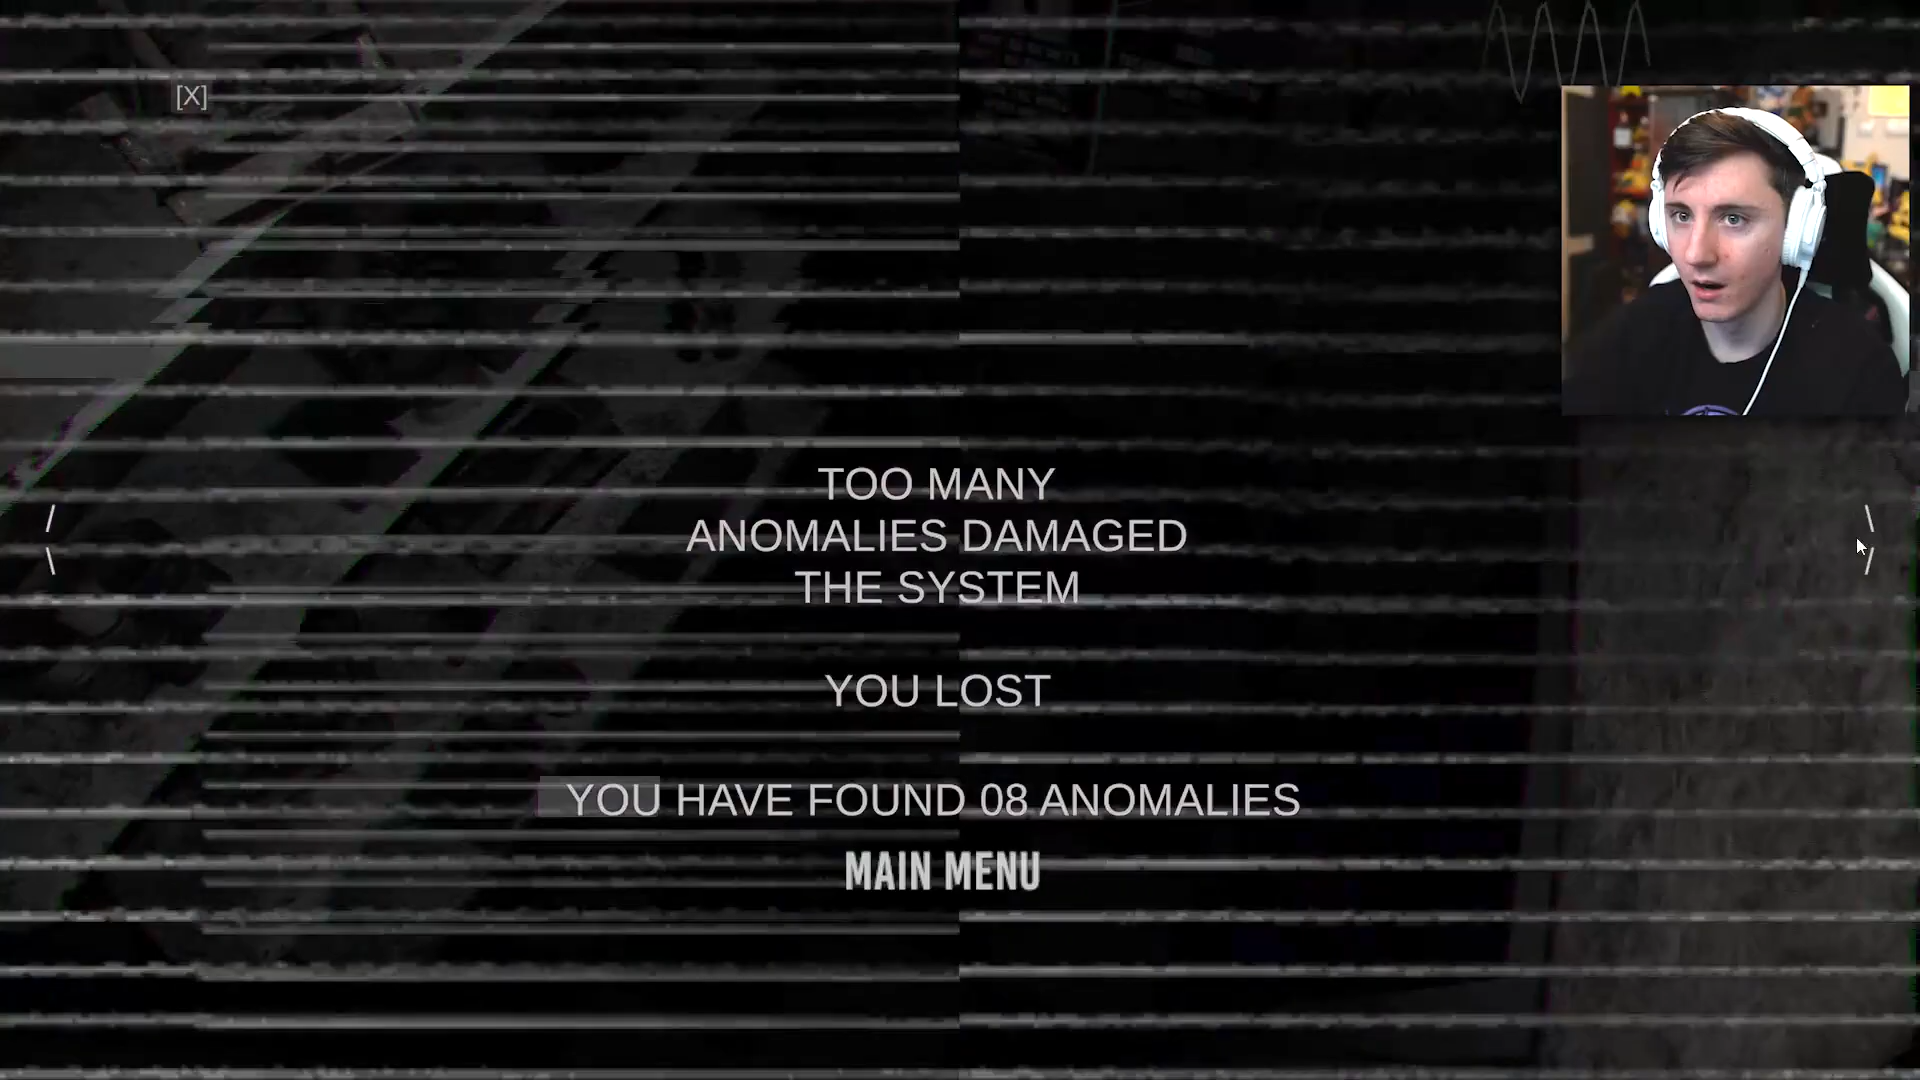 [X]
TOO MANY
ANOMALIES DAMAGED
THE SYSTEM
YOU LOST
YOU HAVE FOUND 08 ANOMALIES
MAIN MENU